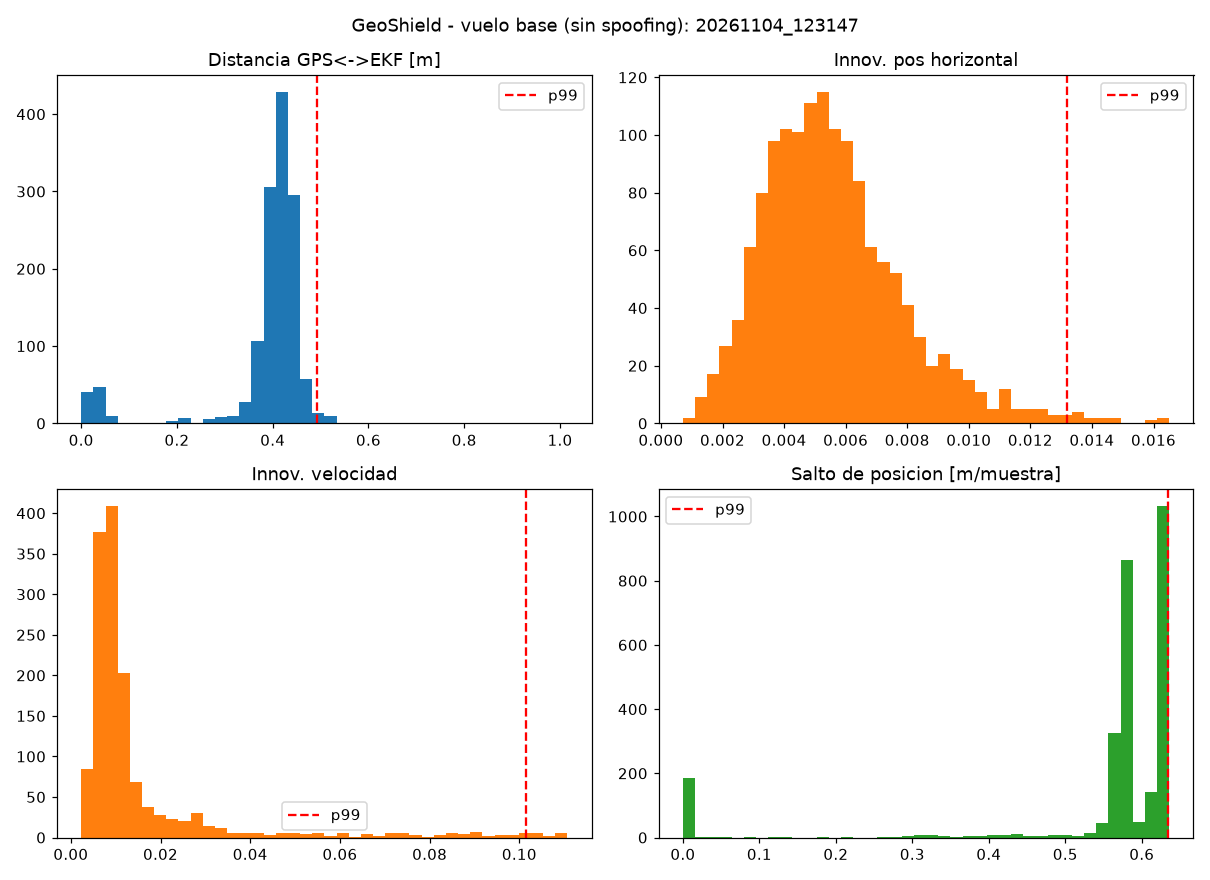 GeoShield - vuelo base (sin spoofing): 20261104_123147
Distancia GPS<->EKF [m]
p99
400
300
200
100
0
0.0 0.2 0.4 0.6 0.8 1.0
Innov. pos horizontal
p99
120
100
80
60
40
20
0
0.000 0.002 0.004 0.006 0.008 0.010 0.012 0.014 0.016
Innov. velocidad
p99
400
350
300
250
200
150
100
50
0
0.00 0.02 0.04 0.06 0.08 0.10
Salto de posicion [m/muestra]
p99
1000
800
600
400
200
0
0.0 0.1 0.2 0.3 0.4 0.5 0.6